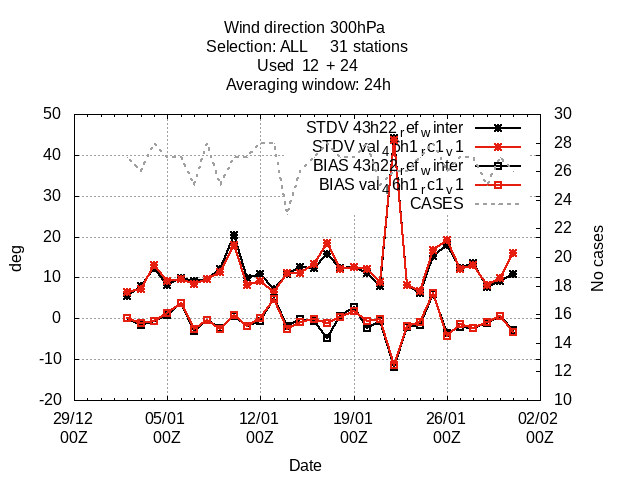 Wind direction 300hPa
Selection: ALL 31 stations
Used 12 + 24
Averaging window: 24h
50
40
30
20
10
0
-10
-20
deg
30
28
26
24
22
20
18
16
14
12
10
No cases
STDV 43h22_ref_winter
STDV val_46h1_rc1_v1
BIAS 43h22_ref_winter
BIAS val_46h1_rc1_v1
CASES
29/12 05/01 12/01 19/01 26/01 02/02
00Z 00Z 00Z 00Z 00Z 00Z
Date